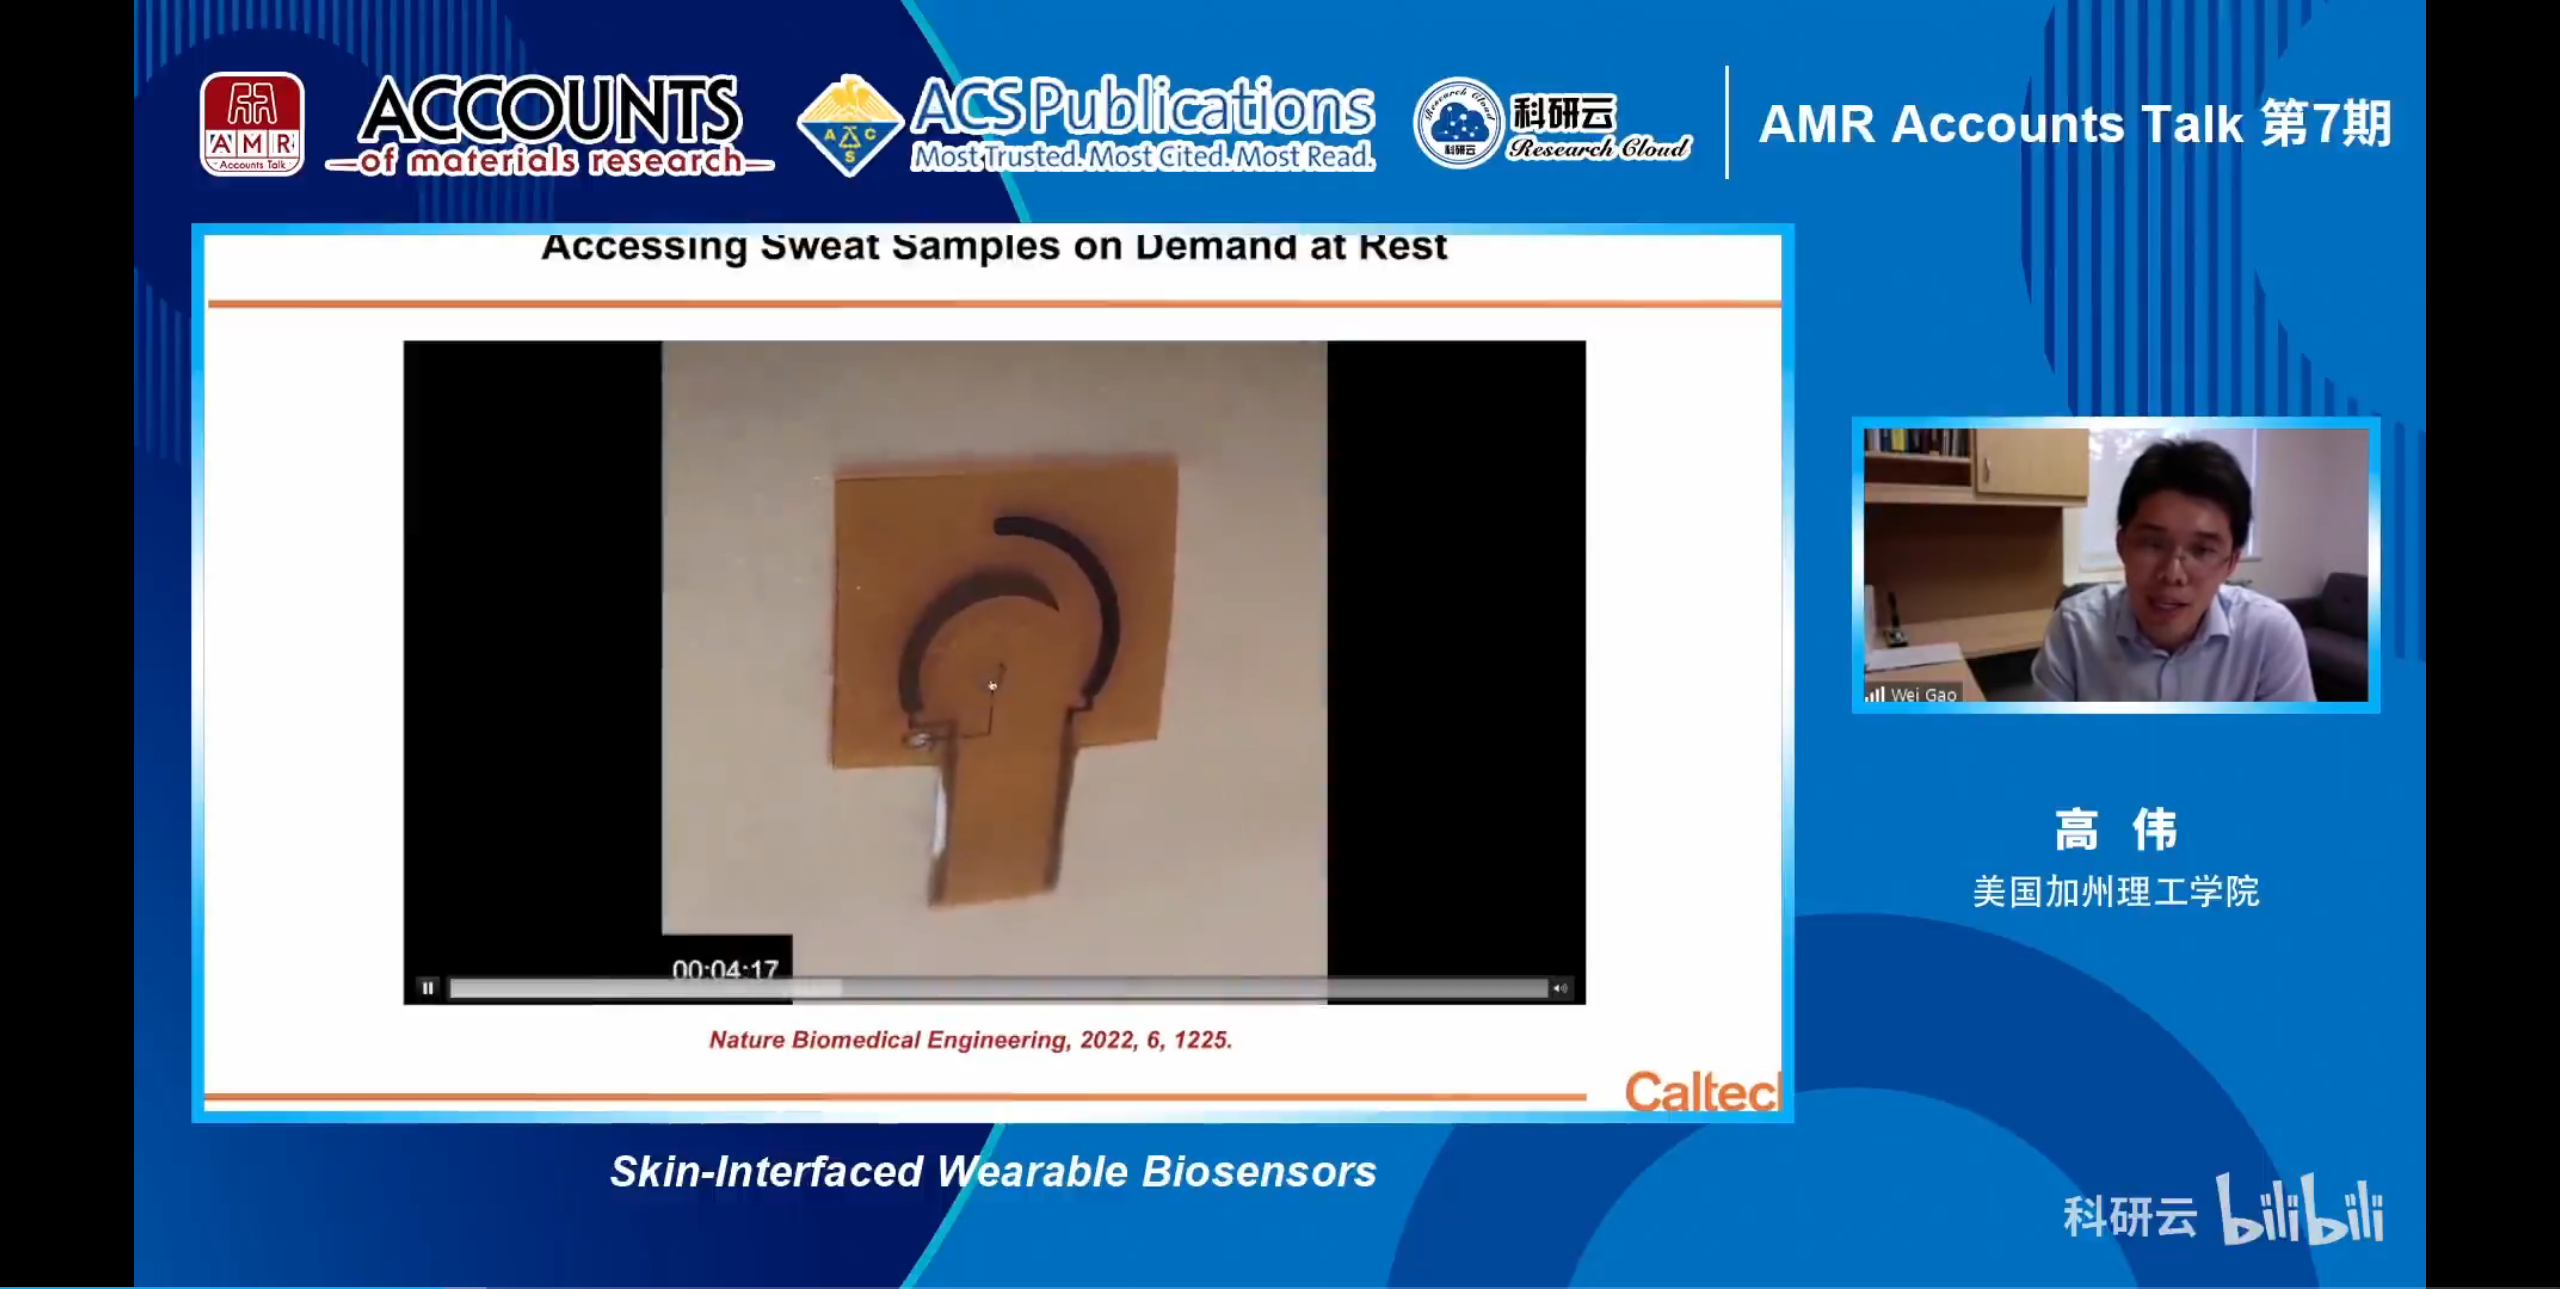 AMR
Accounts Talk
ACCOUNTS
of materials research
ACS
ACS Publications
Most Trusted. Most Cited. Most Read.
Research Cloud
科研云
科研云
Research Cloud
AMR Accounts Talk 第7期
Accessing Sweat Samples on Demand at Rest
00:04:17
Nature Biomedical Engineering, 2022, 6, 1225.
Caltecl
Wei Gao
高 伟
美国加州理工学院
Skin-Interfaced Wearable Biosensors
科研云 bilibili